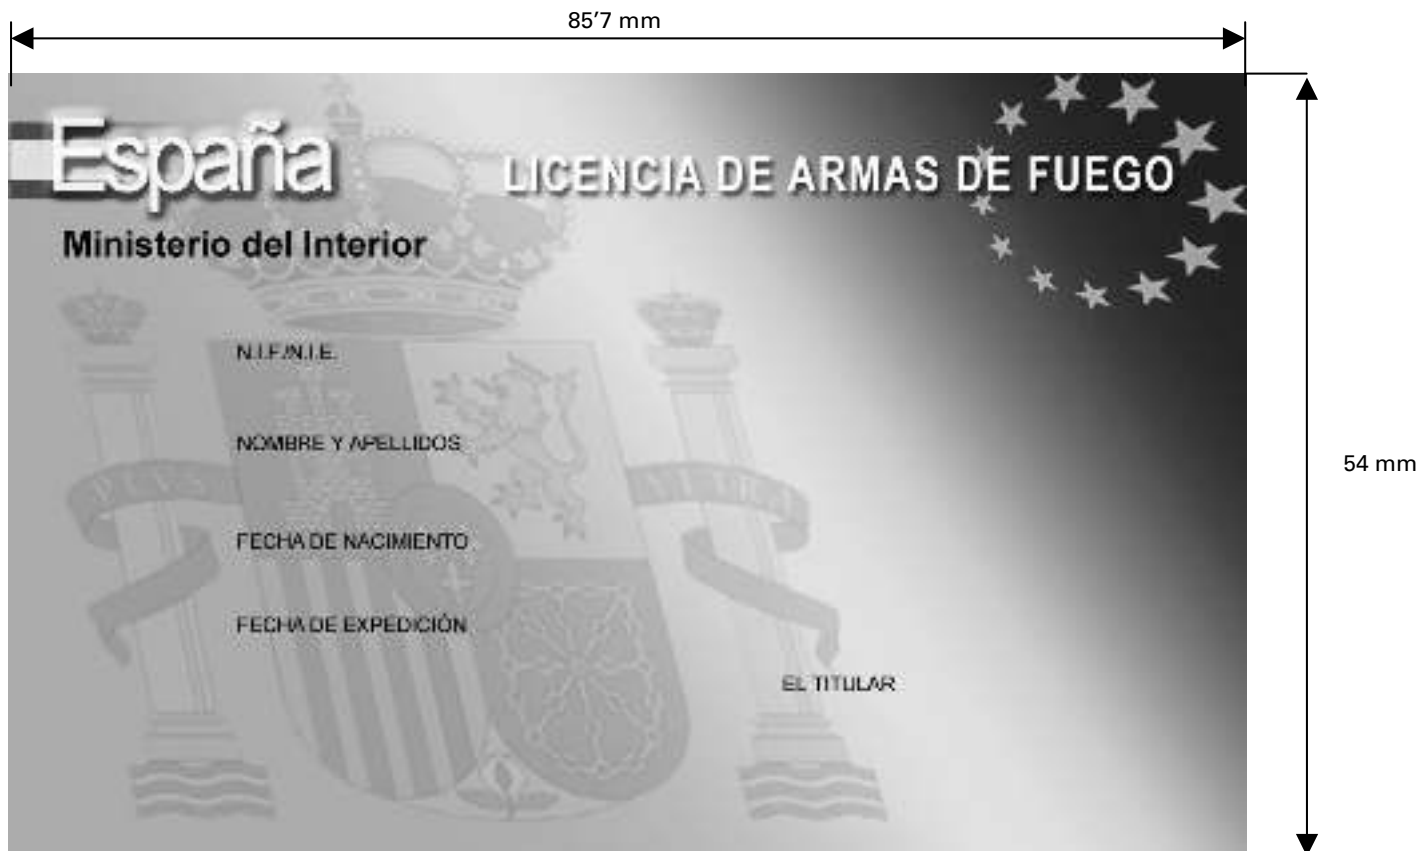 85’7 mm
España
LICENCIA DE ARMAS DE FUEGO
Ministerio del Interior
N.I.F./N.I.E.
NOMBRE Y APELLIDOS
FECHA DE NACIMIENTO
FECHA DE EXPEDICIÓN
EL TITULAR
54 mm